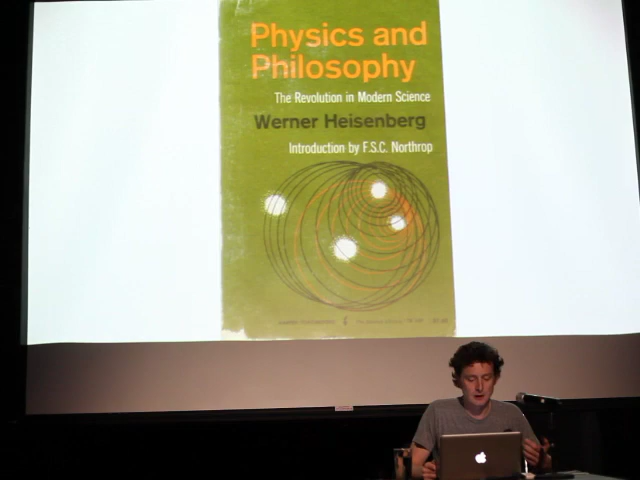 Physics and
Philosophy
The Revolution in Modern Science
Werner Heisenberg
Introduction by F.S.C. Northrop